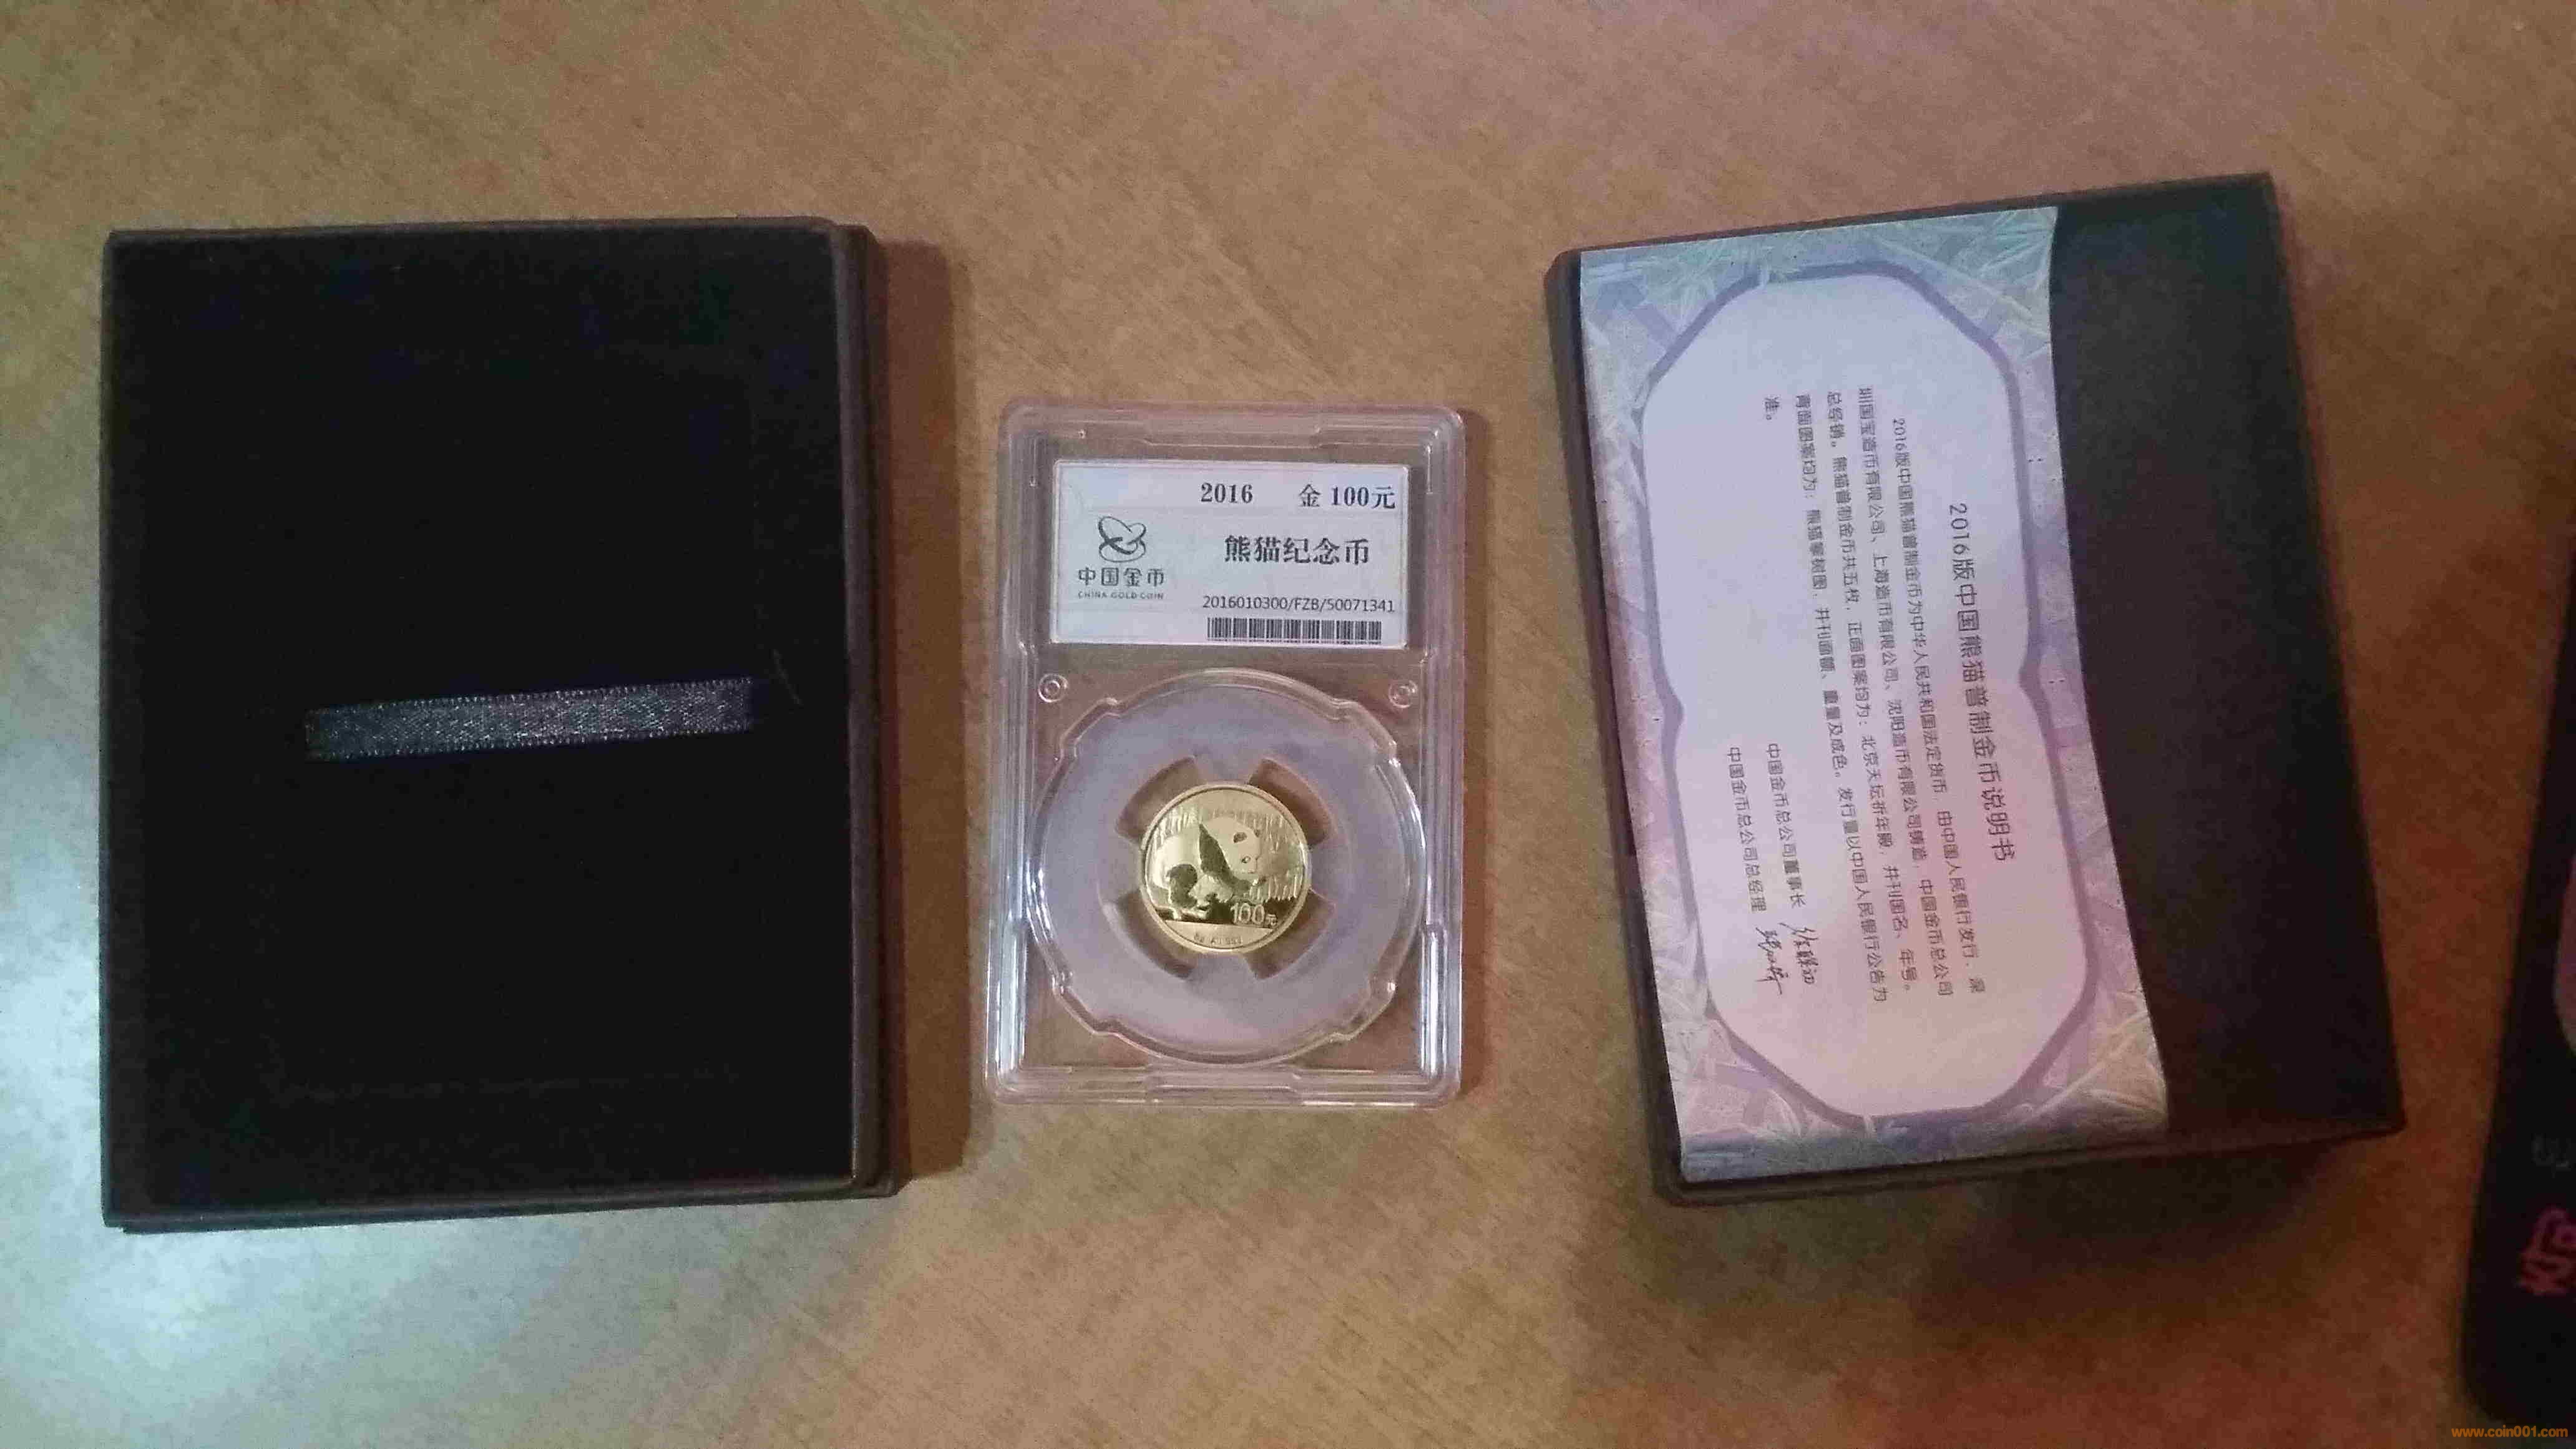 2016 金 100元
中国金币
CHINA GOLD COIN
熊猫纪念币
2016010300/FZB/50071341
100元
8g Au.999
2016版中国熊猫普制金币说明书
2016版中国熊猫普制金币为中华人民共和国法定货币，由中国人民银行发行，深
圳国宝造币有限公司、上海造币有限公司、沈阳造币有限公司铸造，中国金币总公司
总经销。熊猫普制金币共五枚，正面图案均为：北京天坛祈年殿，并刊国名、年号。
背面图案均为：熊猫攀树图，并刊面额、重量及成色。发行量以中国人民银行公告为
准。
中国金币总公司董事长
中国金币总公司总经理
www.coin001.com